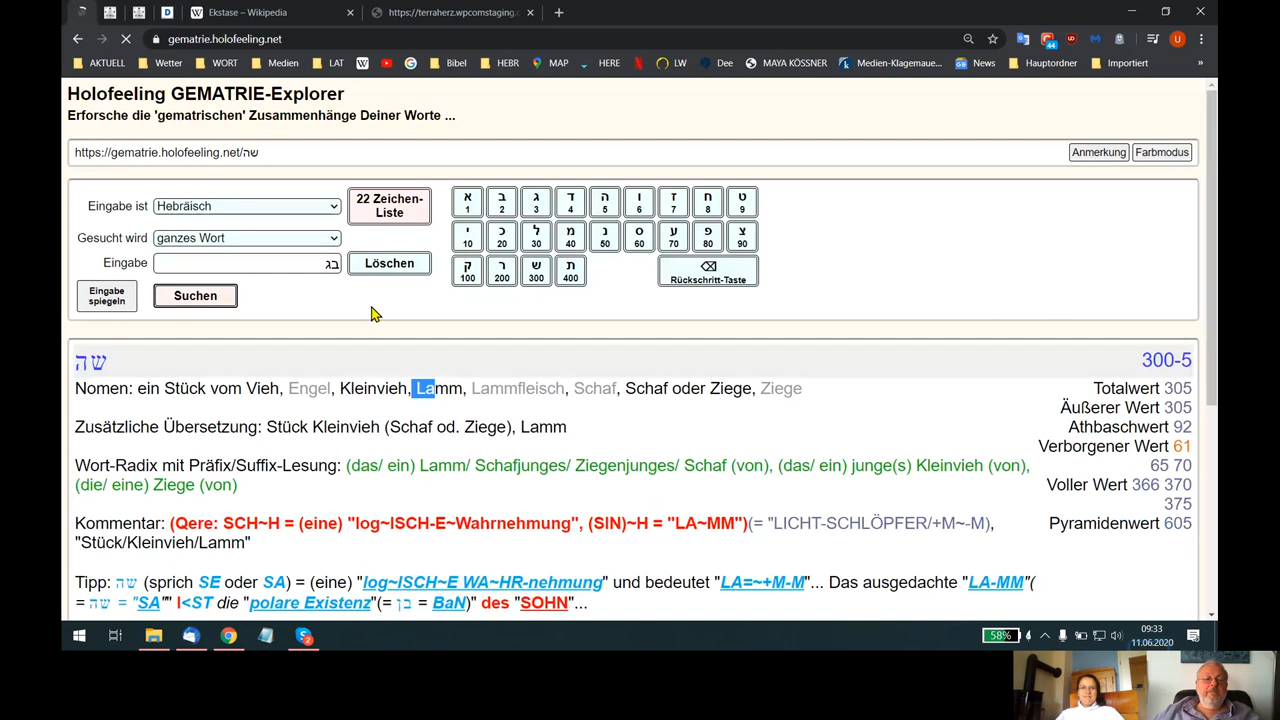 Ekstase – Wikipedia × https://terraherz.wpcomstaging.c × +
gematrie.holofeeling.net
AKTUELL Wetter WORT Medien LAT Bibel HEBR MAP HERE LW Dee MAYA KÖSSNER Medien-Klagemaue... News Hauptordner Importiert »
Holofeeling GEMATRIE-Explorer
Erforsche die 'gematrischen' Zusammenhänge Deiner Worte ...
https://gematrie.holofeeling.net/שה Anmerkung Farbmodus
Eingabe ist Hebräisch 22 Zeichen-Liste
Gesucht wird ganzes Wort
Eingabe בג Löschen
Eingabe spiegeln Suchen
א ב ג ד ה ו ז ח ט
1 2 3 4 5 6 7 8 9
י כ ל מ נ ס ע פ צ
10 20 30 40 50 60 70 80 90
ק ר ש ת ⌫
100 200 300 400 Rückschritt-Taste
שה 300-5
Nomen: ein Stück vom Vieh, Engel, Kleinvieh, Lamm, Lammfleisch, Schaf, Schaf oder Ziege, Ziege
Totalwert 305
Äußerer Wert 305
Athbaschwert 92
Verborgener Wert 61
65 70
Voller Wert 366 370
375
Pyramidenwert 605
Zusätzliche Übersetzung: Stück Kleinvieh (Schaf od. Ziege), Lamm
Wort-Radix mit Präfix/Suffix-Lesung: (das/ ein) Lamm/ Schafjunges/ Ziegenjunges/ Schaf (von), (das/ ein) junge(s) Kleinvieh (von),
(die/ eine) Ziege (von)
Kommentar: (Qere: SCH~H = (eine) "log~ISCH-E~Wahrnehmung", (SIN)~H = "LA~MM")(= "LICHT-SCHLÖPFER/+M~-M),
"Stück/Kleinvieh/Lamm"
Tipp: שה (sprich SE oder SA) = (eine) "log~ISCH~E WA~HR-nehmung" und bedeutet "LA=~+M-M"... Das ausgedachte "LA-MM"(
= שה = "SA"" I<ST die "polare Existenz"(= בן = BaN)" des "SOHN"...
58% 09:33
11.06.2020